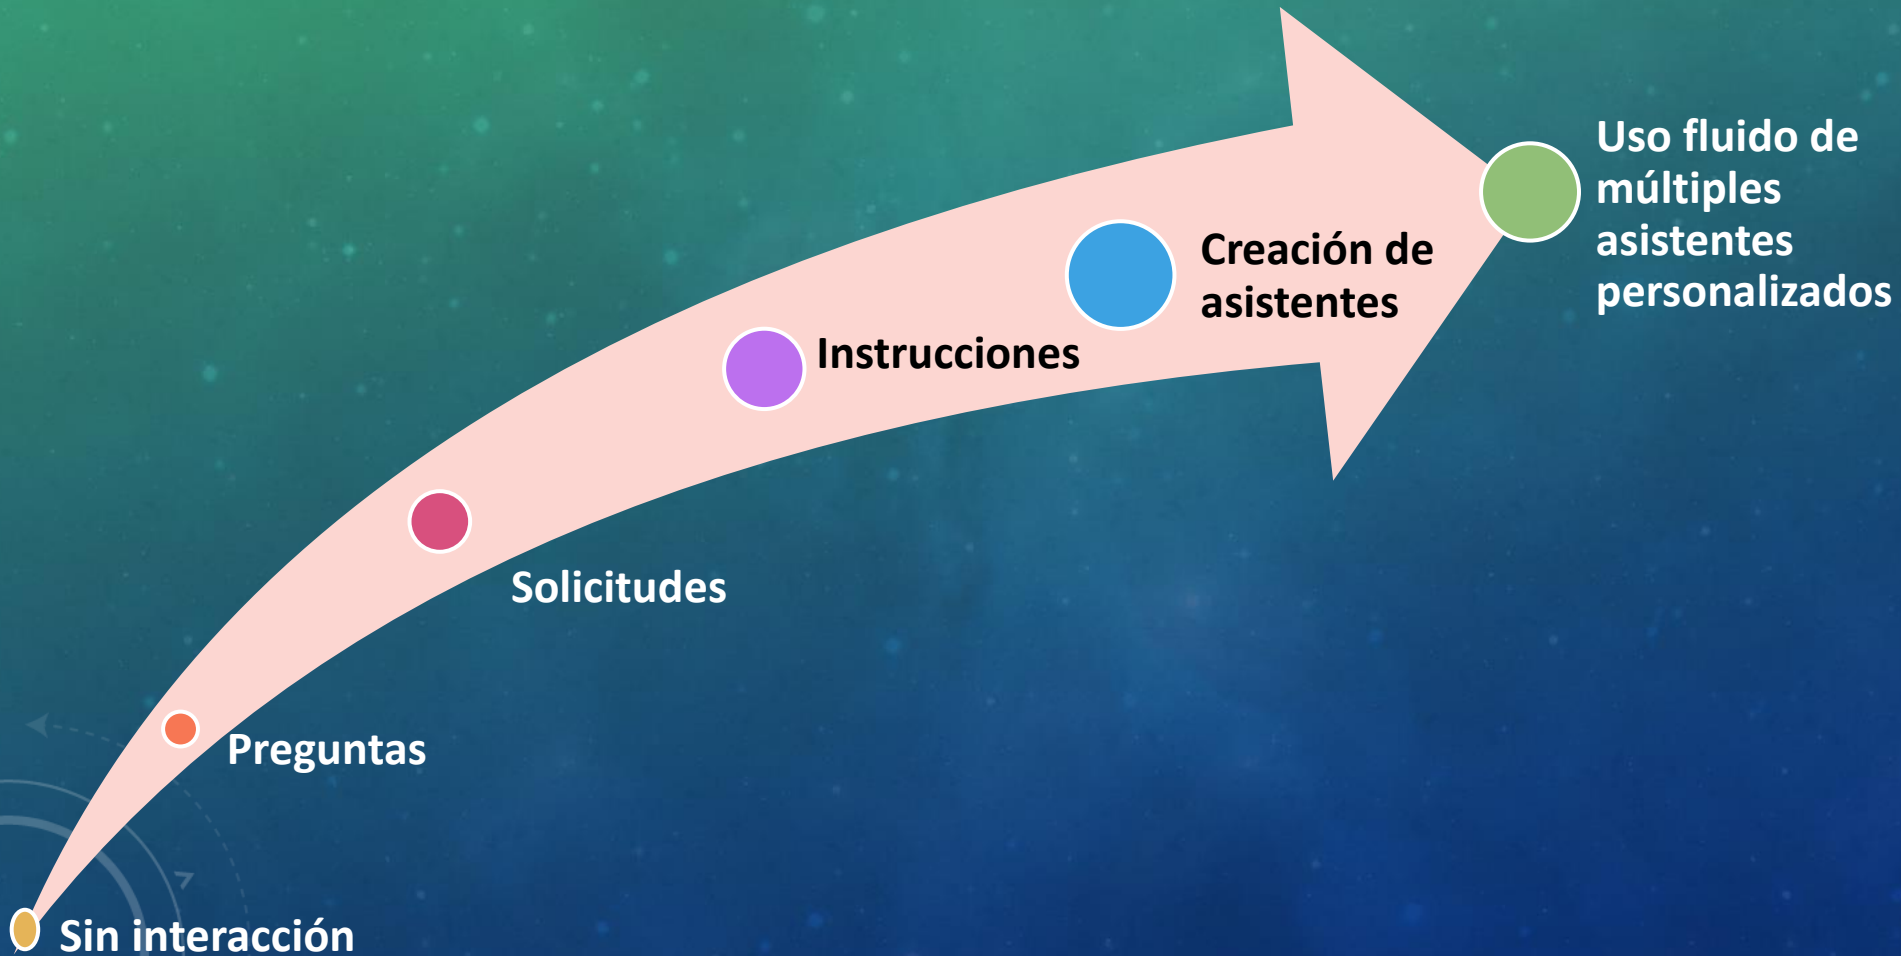 Uso fluido de
múltiples
asistentes
personalizados
Creación de
asistentes
Instrucciones
Solicitudes
Preguntas
Sin interacción